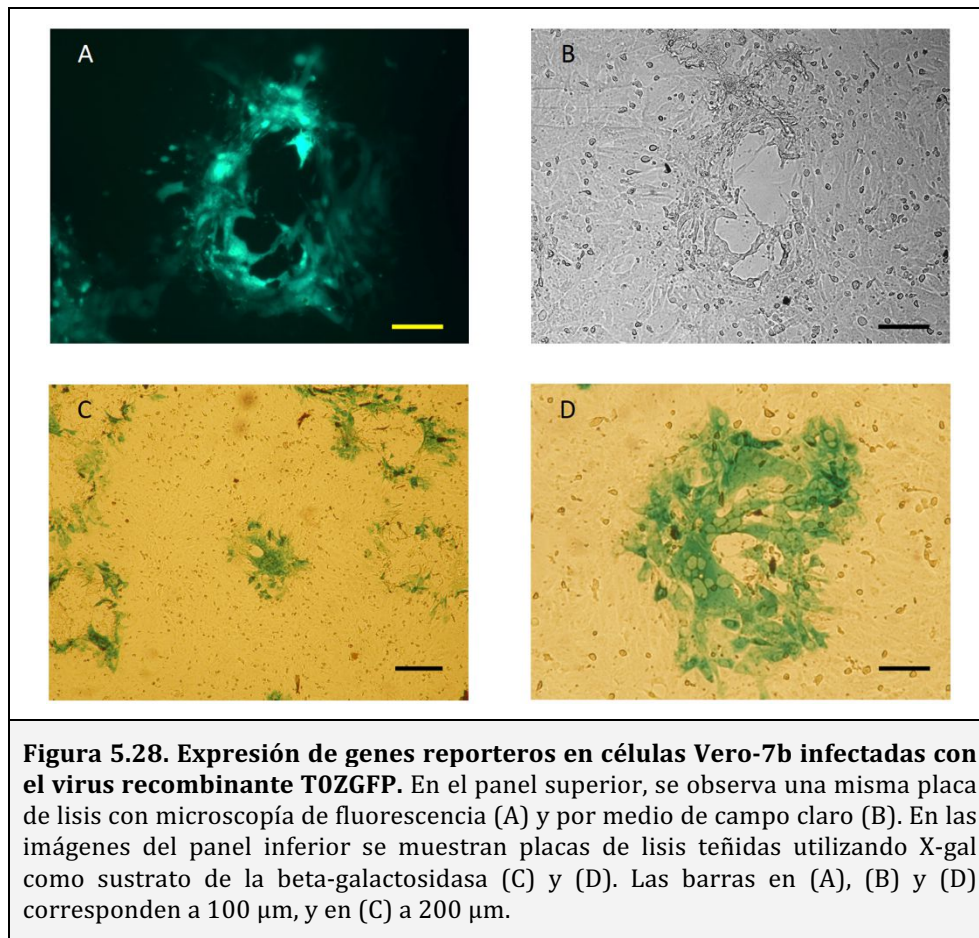 A
B
C
D
Figura 5.28. Expresión de genes reporteros en células Vero-7b infectadas con
el virus recombinante T0ZGFP. En el panel superior, se observa una misma placa
de lisis con microscopía de fluorescencia (A) y por medio de campo claro (B). En las
imágenes del panel inferior se muestran placas de lisis teñidas utilizando X-gal
como sustrato de la beta-galactosidasa (C) y (D). Las barras en (A), (B) y (D)
corresponden a 100 μm, y en (C) a 200 μm.